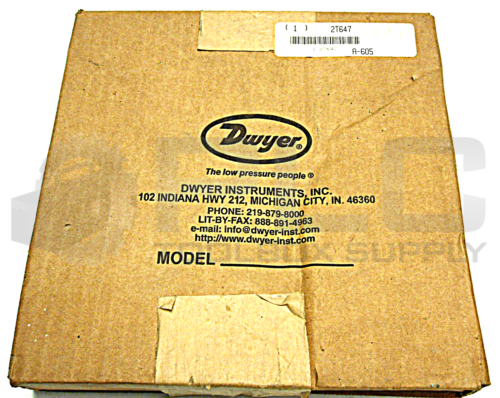 ( 1 ) 2T647
A-605
Dwyer
The low pressure people ®
DWYER INSTRUMENTS, INC.
102 INDIANA HWY 212, MICHIGAN CITY, IN. 46360
PHONE: 219-879-8000
LIT-BY-FAX: 888-891-4963
e-mail: info@dwyer-inst.com
http://www.dwyer-inst.com
MODEL
SUPPLY